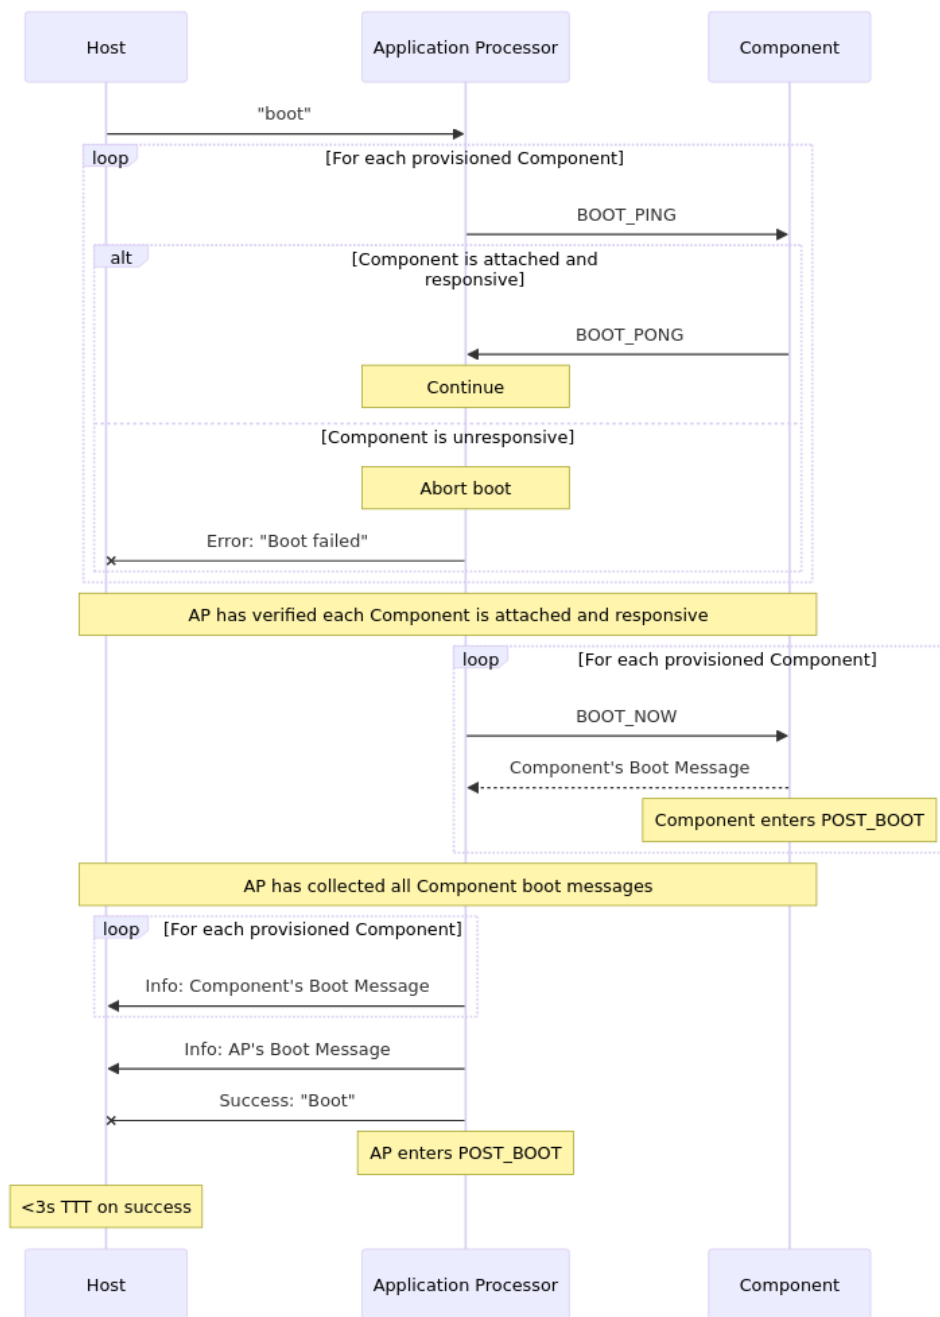 Host
Application Processor
Component
"boot"
loop
[For each provisioned Component]
BOOT_PING
alt
[Component is attached and
responsive]
BOOT_PONG
Continue
[Component is unresponsive]
Abort boot
Error: "Boot failed"
AP has verified each Component is attached and responsive
loop
[For each provisioned Component]
BOOT_NOW
Component's Boot Message
Component enters POST_BOOT
AP has collected all Component boot messages
loop
[For each provisioned Component]
Info: Component's Boot Message
Info: AP's Boot Message
Success: "Boot"
AP enters POST_BOOT
<3s TTT on success
Host
Application Processor
Component